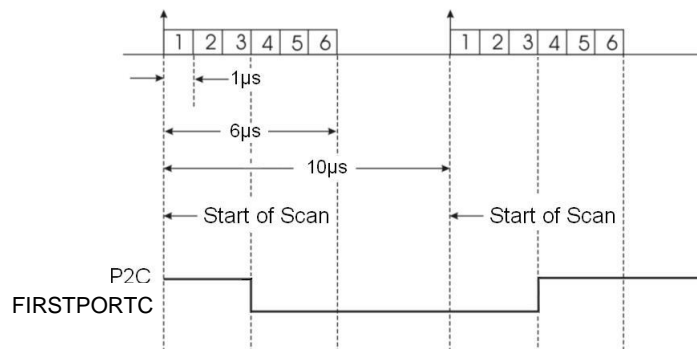 1 2 3 4 5 6 1 2 3 4 5 6
1µs
6µs
10µs
Start of Scan Start of Scan
P2C
FIRSTPORTC